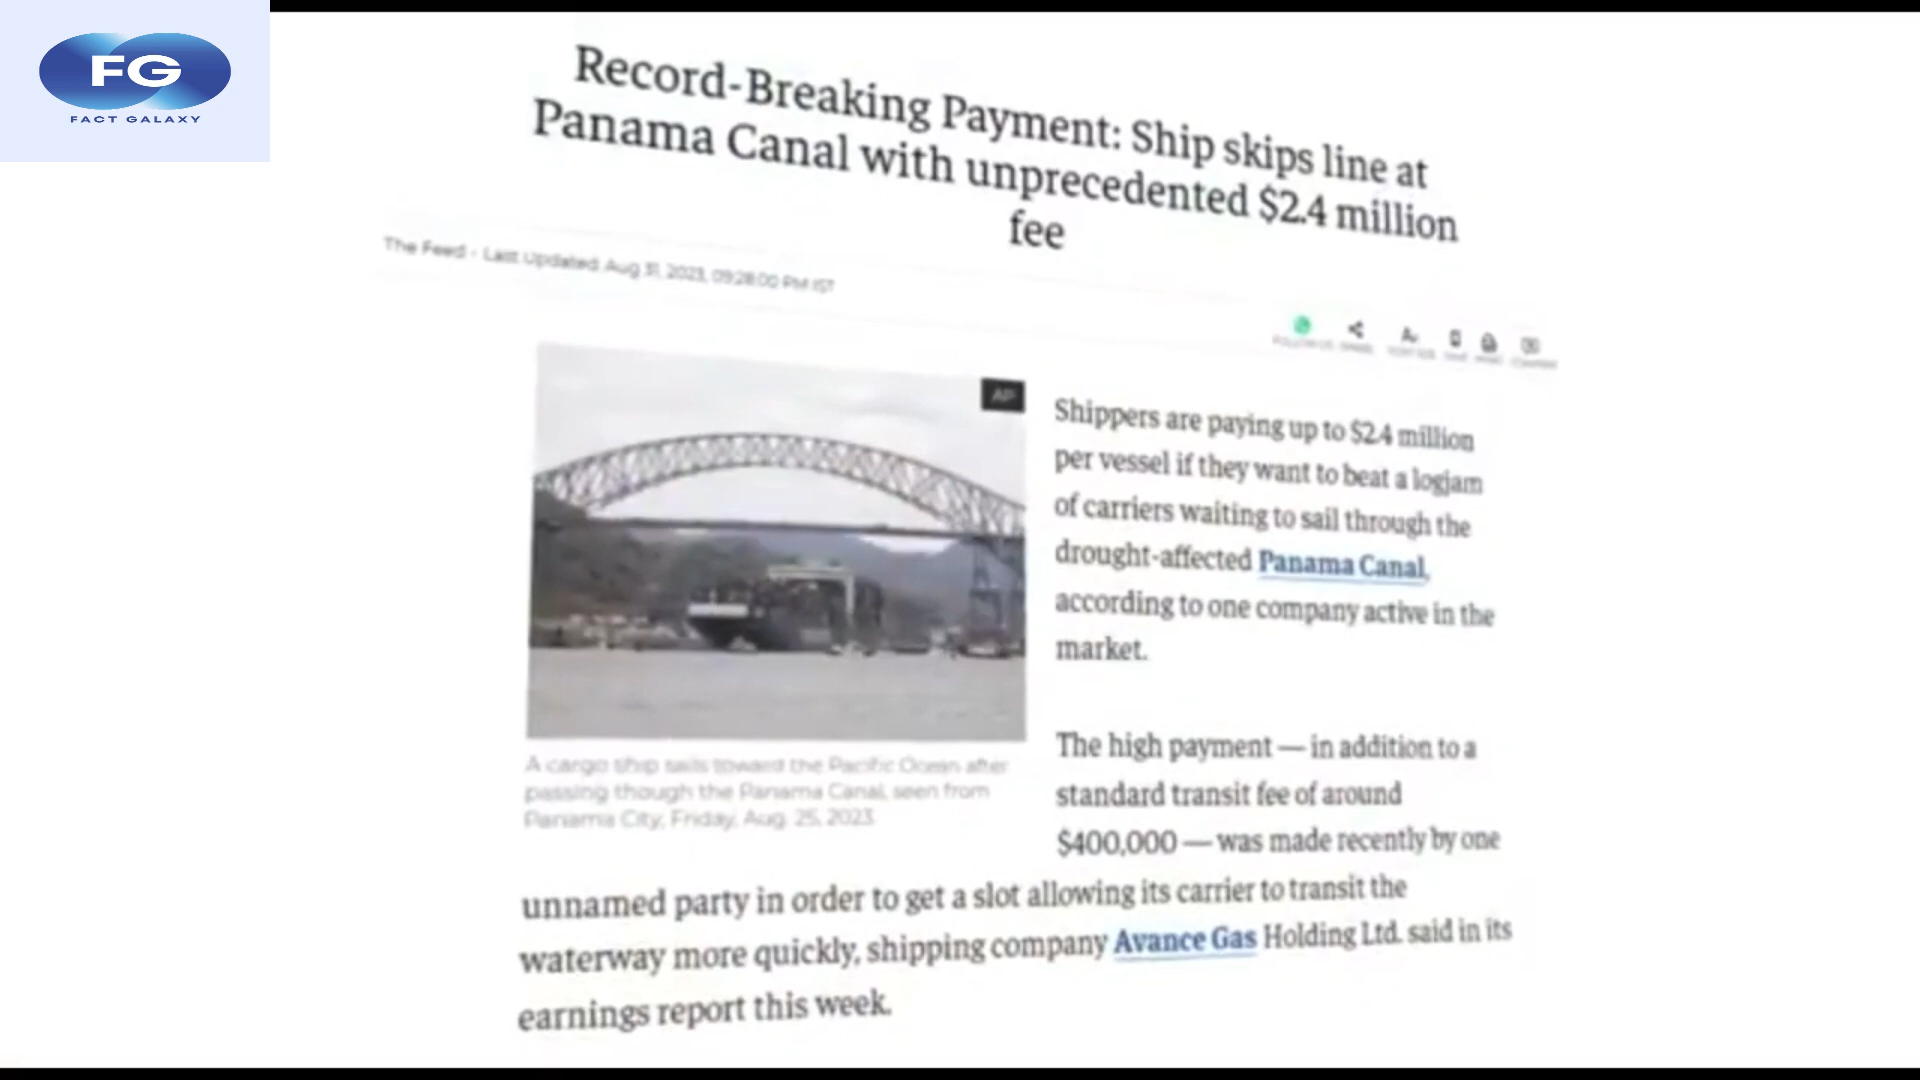 FG
FACT GALAXY
Record-Breaking Payment: Ship skips line at
Panama Canal with unprecedented $2.4 million
fee
The Feed - Last Updated: Aug 31, 2023, 09:28:00 PM IST
AP
Shippers are paying up to $2.4 million
per vessel if they want to beat a logjam
of carriers waiting to sail through the
drought-affected Panama Canal,
according to one company active in the
market.
A cargo ship sails toward the Pacific Ocean after
passing though the Panama Canal, seen from
Panama City, Friday, Aug. 25, 2023.
The high payment — in addition to a
standard transit fee of around
$400,000 — was made recently by one
unnamed party in order to get a slot allowing its carrier to transit the
waterway more quickly, shipping company Avance Gas Holding Ltd. said in its
earnings report this week.